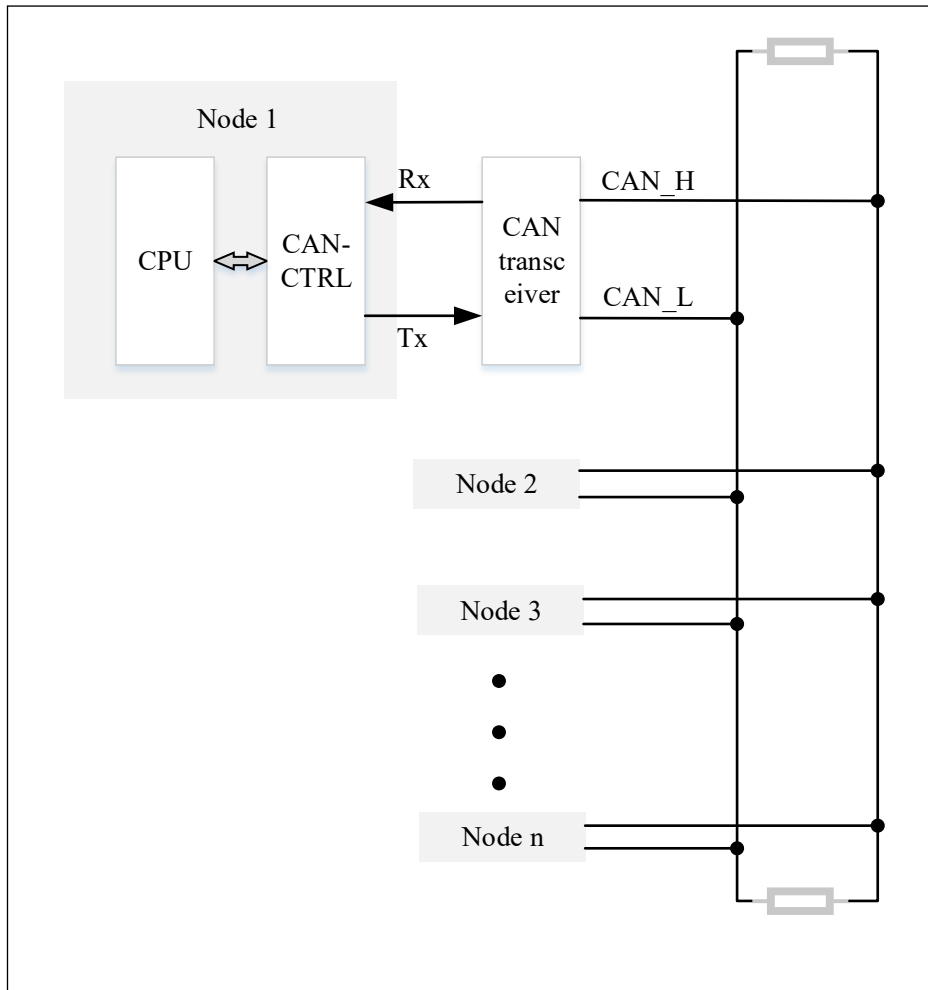 Node 1
CPU
CAN-
CTRL
Rx
Tx
CAN
transc
eiver
CAN_H
CAN_L
Node 2
Node 3
Node n